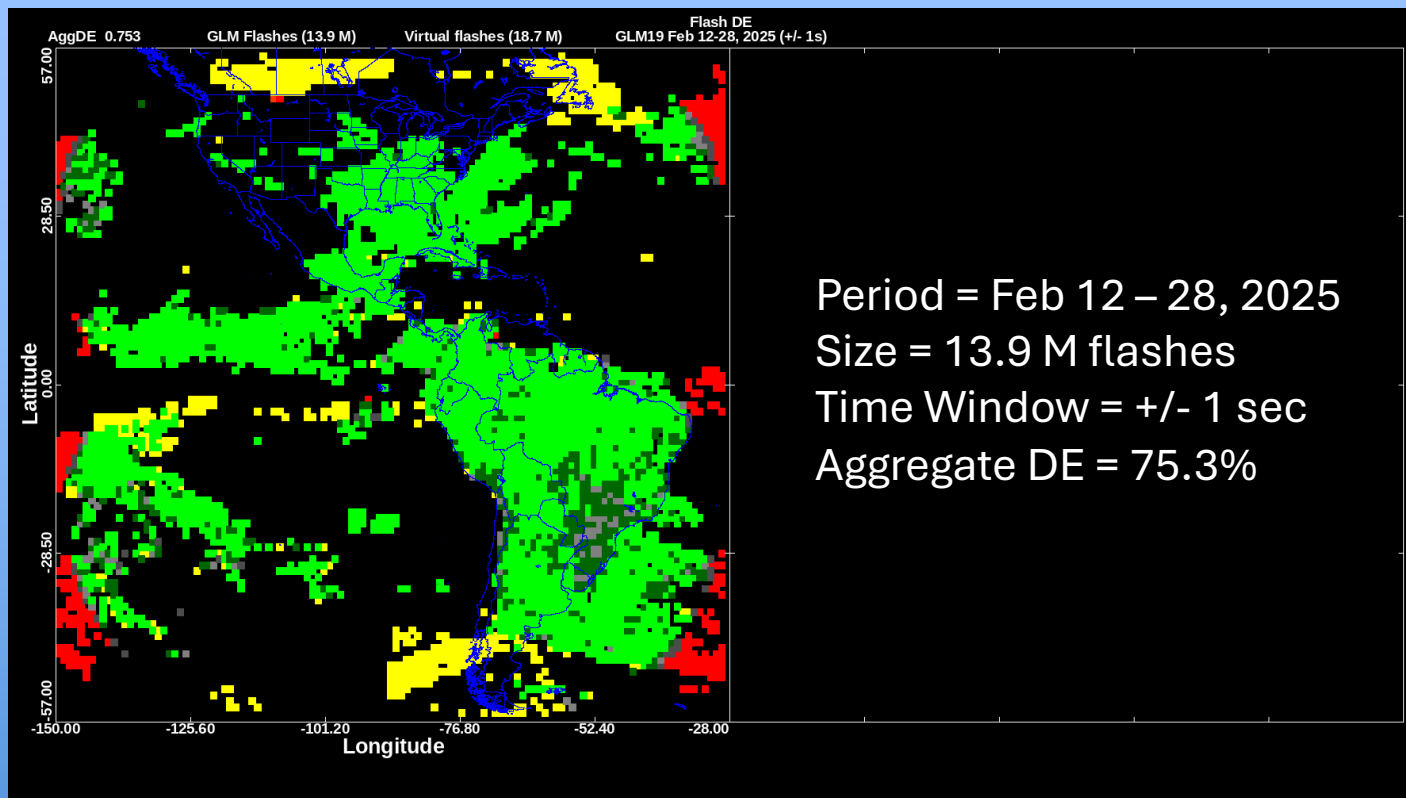 Flash DE
AggDE 0.753 GLM Flashes (13.9 M) Virtual flashes (18.7 M) GLM19 Feb 12-28, 2025 (+/- 1s)
57.00
28.50
0.00
-28.50
-57.00
Latitude
-150.00 -125.60 -101.20 -76.80 -52.40 -28.00
Longitude
Period = Feb 12 – 28, 2025
Size = 13.9 M flashes
Time Window = +/- 1 sec
Aggregate DE = 75.3%